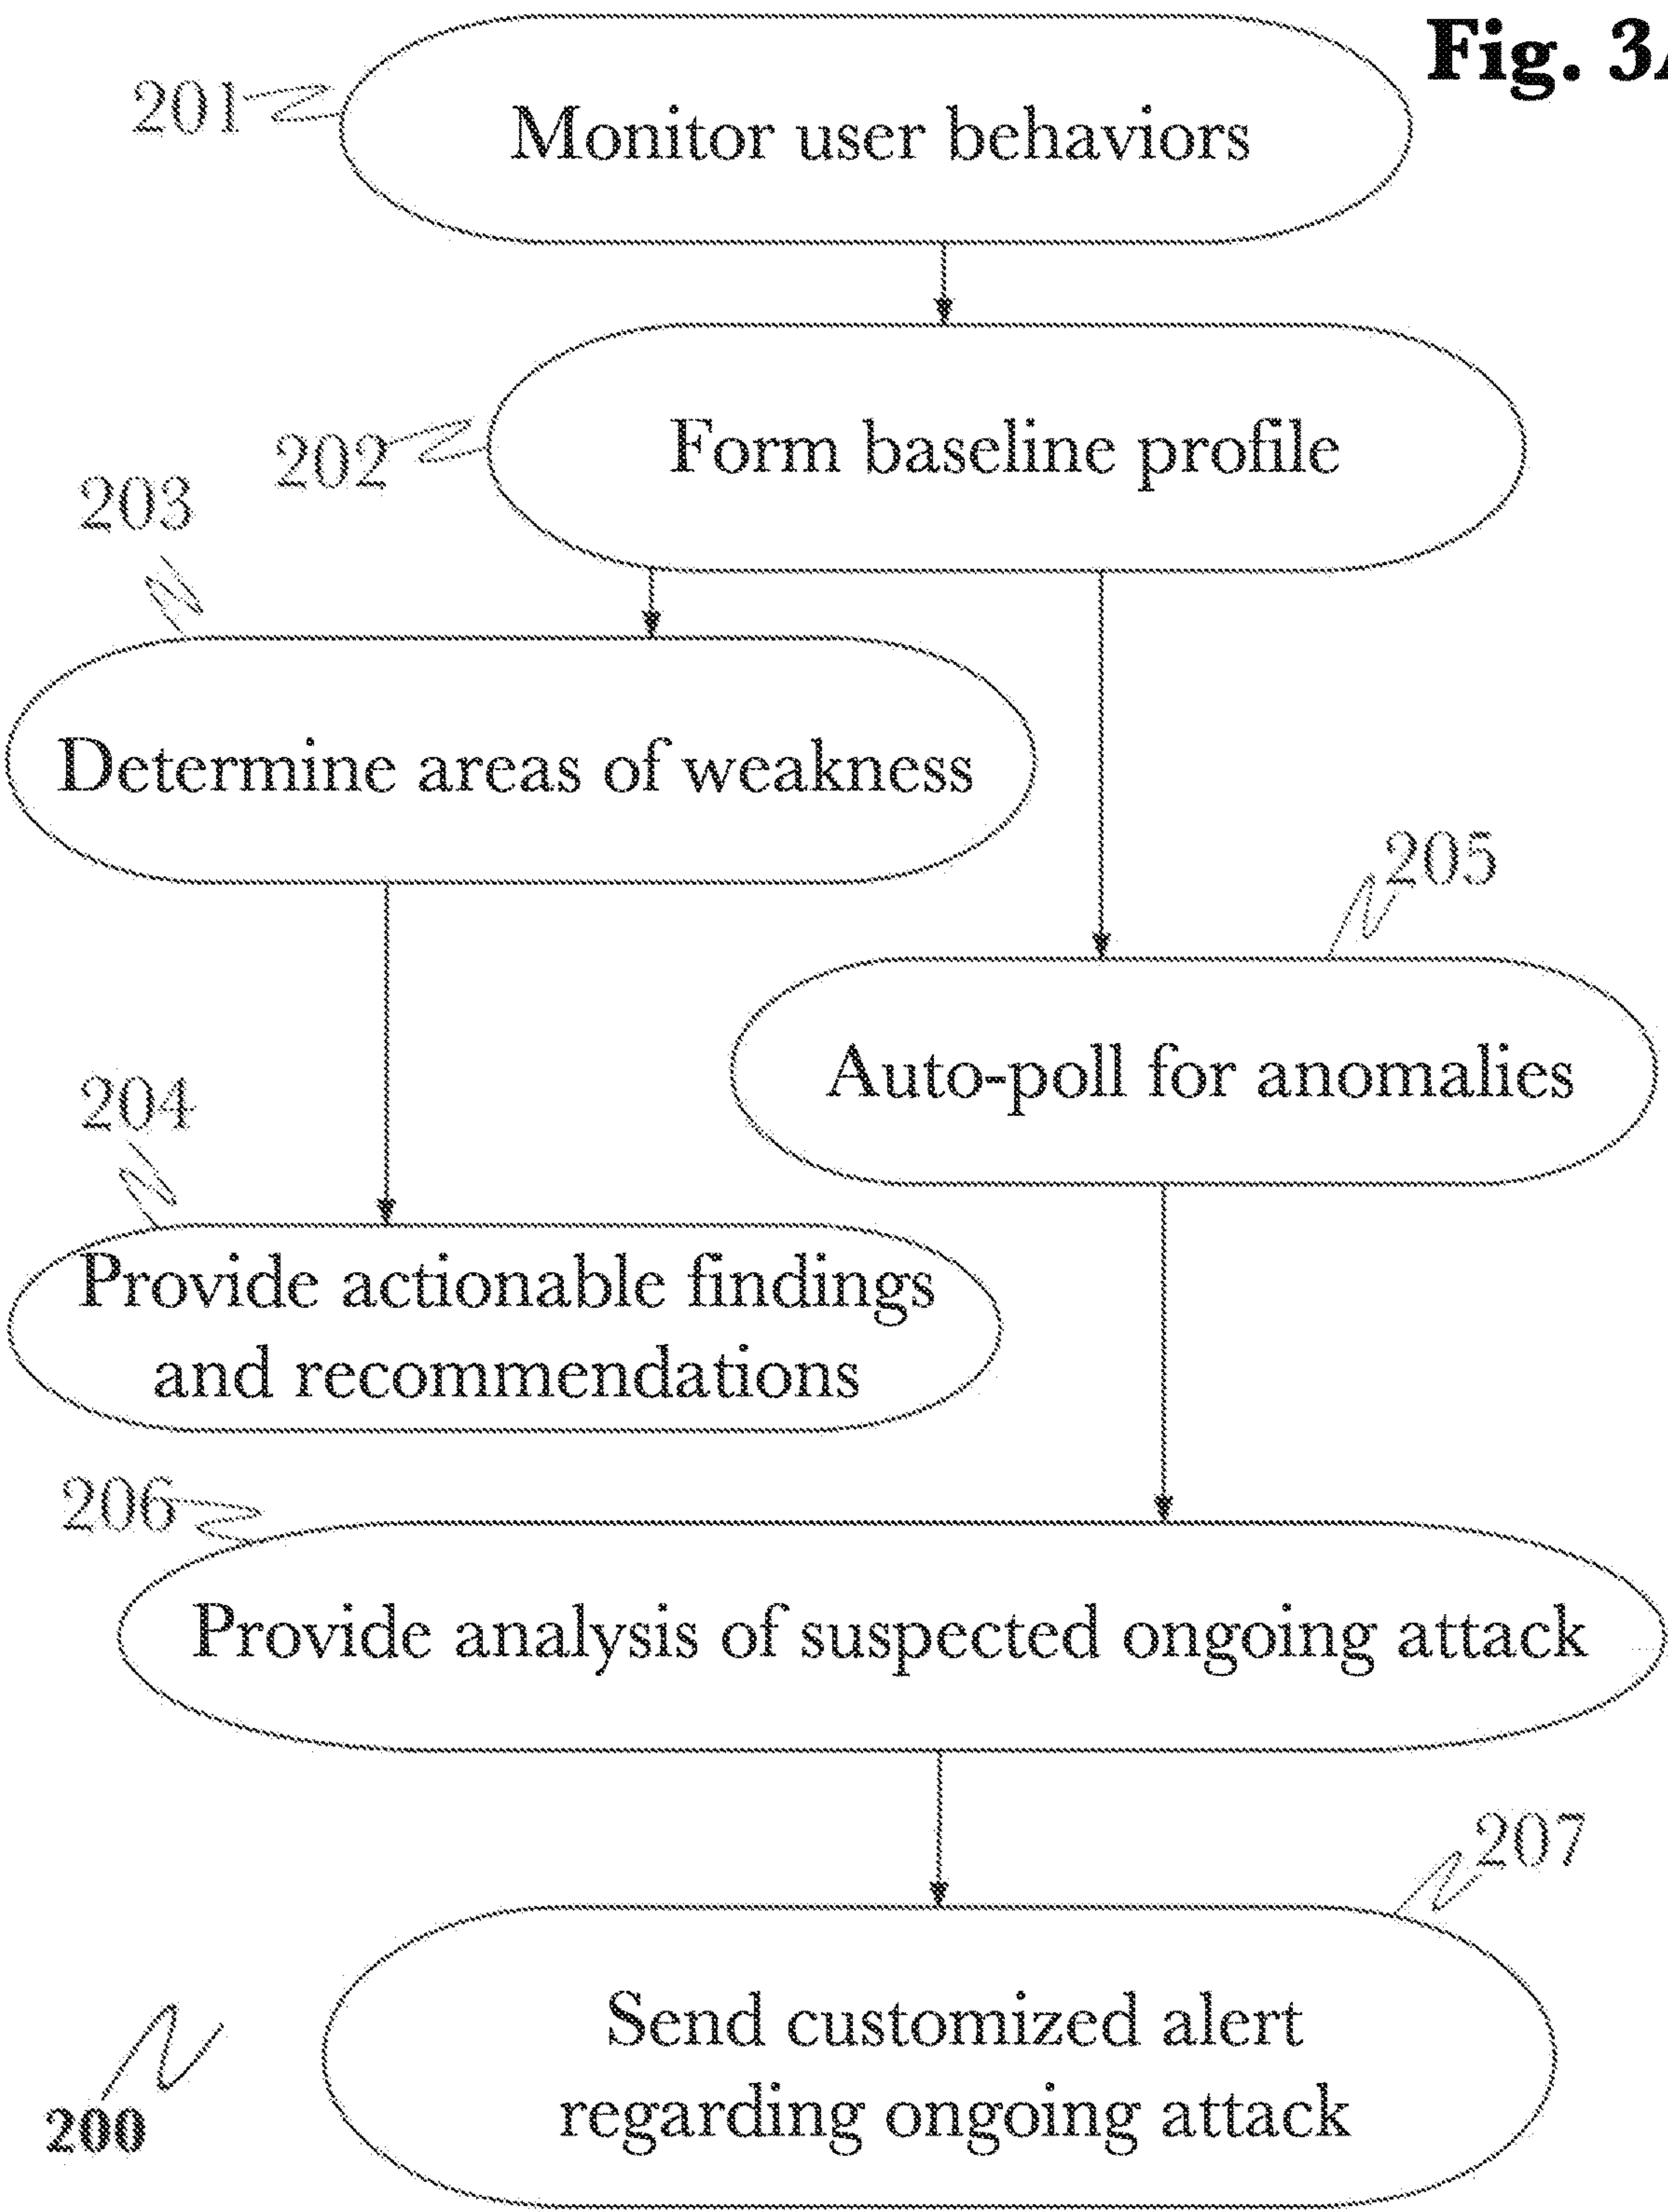 Fig. 3A
201
Monitor user behaviors
202
Form baseline profile
203
Determine areas of weakness
205
Auto-poll for anomalies
204
Provide actionable findings
and recommendations
206
Provide analysis of suspected ongoing attack
207
Send customized alert
regarding ongoing attack
200